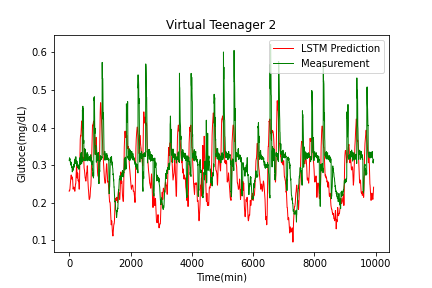 Virtual Teenager 2
LSTM Prediction
Measurement
Glutoce(mg/dL)
0.6
0.5
0.4
0.3
0.2
0.1
0
2000
4000
6000
8000
10000
Time(min)